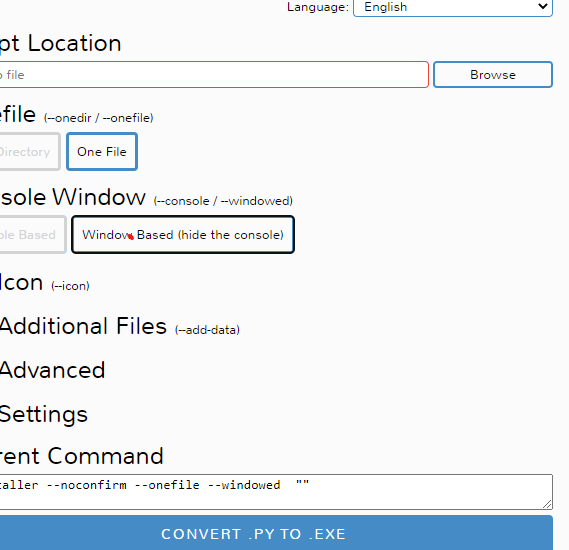 Language: English
pt Location
o file Browse
efile (--onedir / --onefile)
Directory One File
sole Window (--console / --windowed)
ole Based Window Based (hide the console)
Icon (--icon)
Additional Files (--add-data)
Advanced
Settings
rent Command
taller --noconfirm --onefile --windowed ""
CONVERT .PY TO .EXE